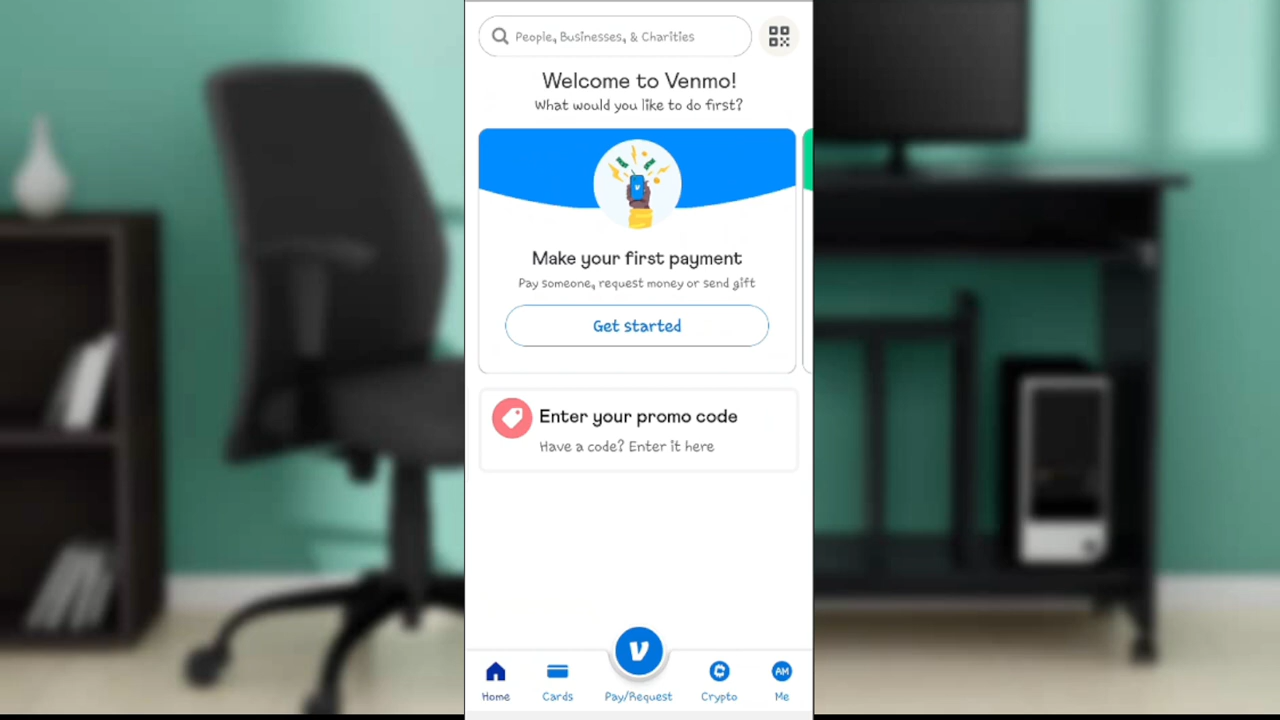 People, Businesses, & Charities
Welcome to Venmo!
What would you like to do first?
Make your first payment
Pay someone, request money or send gift
Get started
Enter your promo code
Have a code? Enter it here
V
Home
Cards
Pay/Request
Crypto
AM
Me